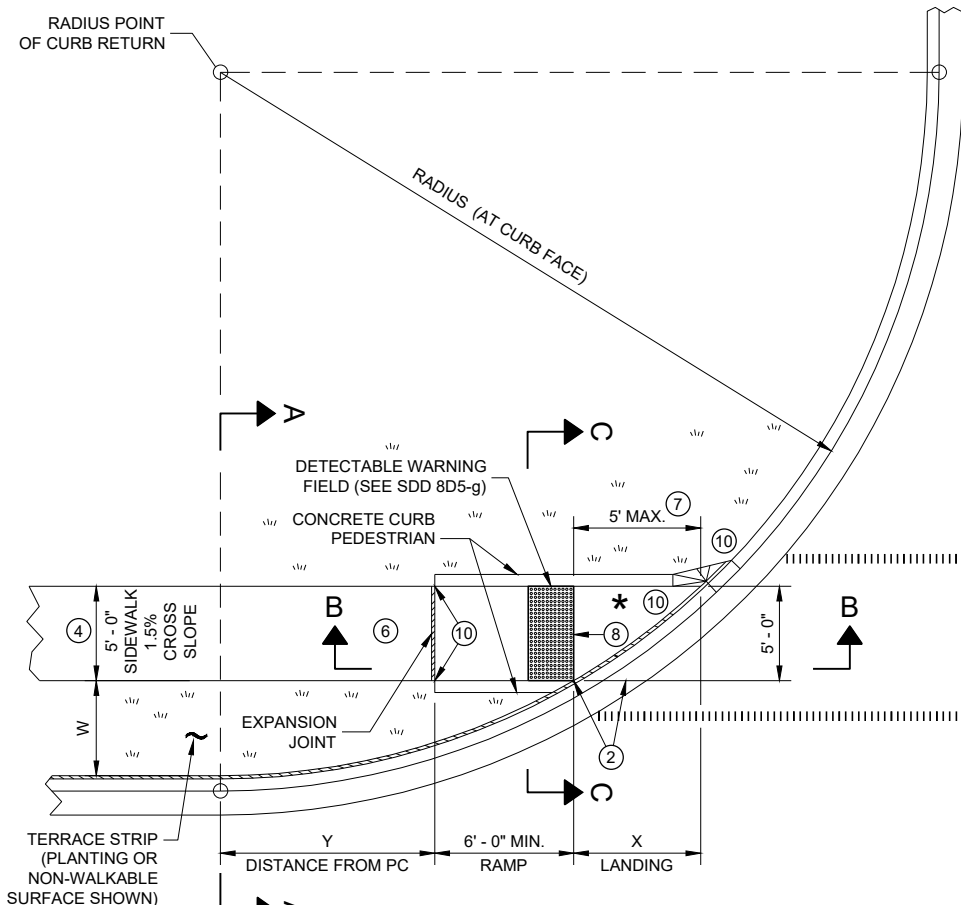 RADIUS POINT
OF CURB RETURN
RADIUS (AT CURB FACE)
A
C
DETECTABLE WARNING
FIELD (SEE SDD 8D5-g)
CONCRETE CURB
PEDESTRIAN
7
5' MAX.
10
4
5' - 0"
SIDEWALK
1.5%
CROSS
SLOPE
B
6
10
*
10
8
5' - 0"
B
W
EXPANSION
JOINT
2
C
TERRACE STRIP
(PLANTING OR
NON-WALKABLE
SURFACE SHOWN)
Y
DISTANCE FROM PC
6' - 0" MIN.
RAMP
X
LANDING